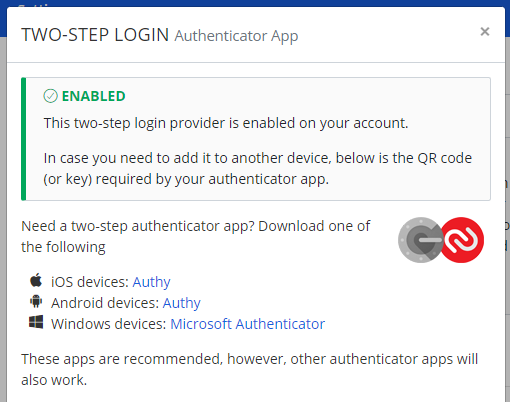 TWO-STEP LOGIN Authenticator App ×
ENABLED
This two-step login provider is enabled on your account.
In case you need to add it to another device, below is the QR code
(or key) required by your authenticator app.
Need a two-step authenticator app? Download one of
the following
iOS devices: Authy
Android devices: Authy
Windows devices: Microsoft Authenticator
These apps are recommended, however, other authenticator apps will
also work.